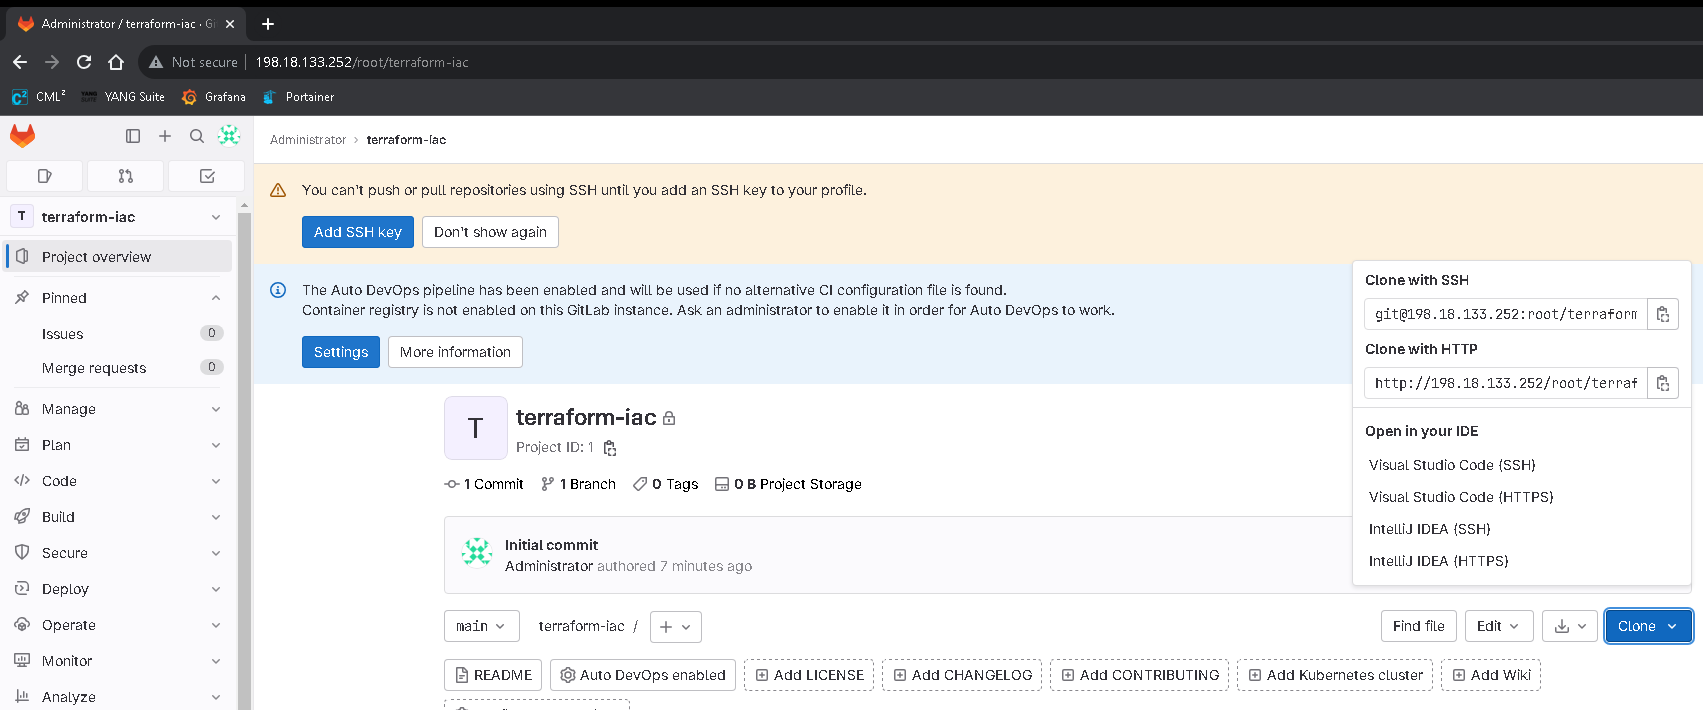 Administrator / terraform-iac · Gi
Not secure
198.18.133.252/root/terraform-iac
CML²
YANG Suite
Grafana
Portainer
Administrator › terraform-iac
T terraform-iac
Project overview
Pinned
Issues 0
Merge requests 0
Manage
Plan
Code
Build
Secure
Deploy
Operate
Monitor
Analyze
You can't push or pull repositories using SSH until you add an SSH key to your profile.
Add SSH key
Don't show again
The Auto DevOps pipeline has been enabled and will be used if no alternative CI configuration file is found.
Container registry is not enabled on this GitLab instance. Ask an administrator to enable it in order for Auto DevOps to work.
Settings
More information
T
terraform-iac
Project ID: 1
1 Commit
1 Branch
0 Tags
0 B Project Storage
Initial commit
Administrator authored 7 minutes ago
Clone with SSH
git@198.18.133.252:root/terraform
Clone with HTTP
http://198.18.133.252/root/terraf
Open in your IDE
Visual Studio Code (SSH)
Visual Studio Code (HTTPS)
IntelliJ IDEA (SSH)
IntelliJ IDEA (HTTPS)
main
terraform-iac /
Find file
Edit
Clone
README
Auto DevOps enabled
Add LICENSE
Add CHANGELOG
Add CONTRIBUTING
Add Kubernetes cluster
Add Wiki